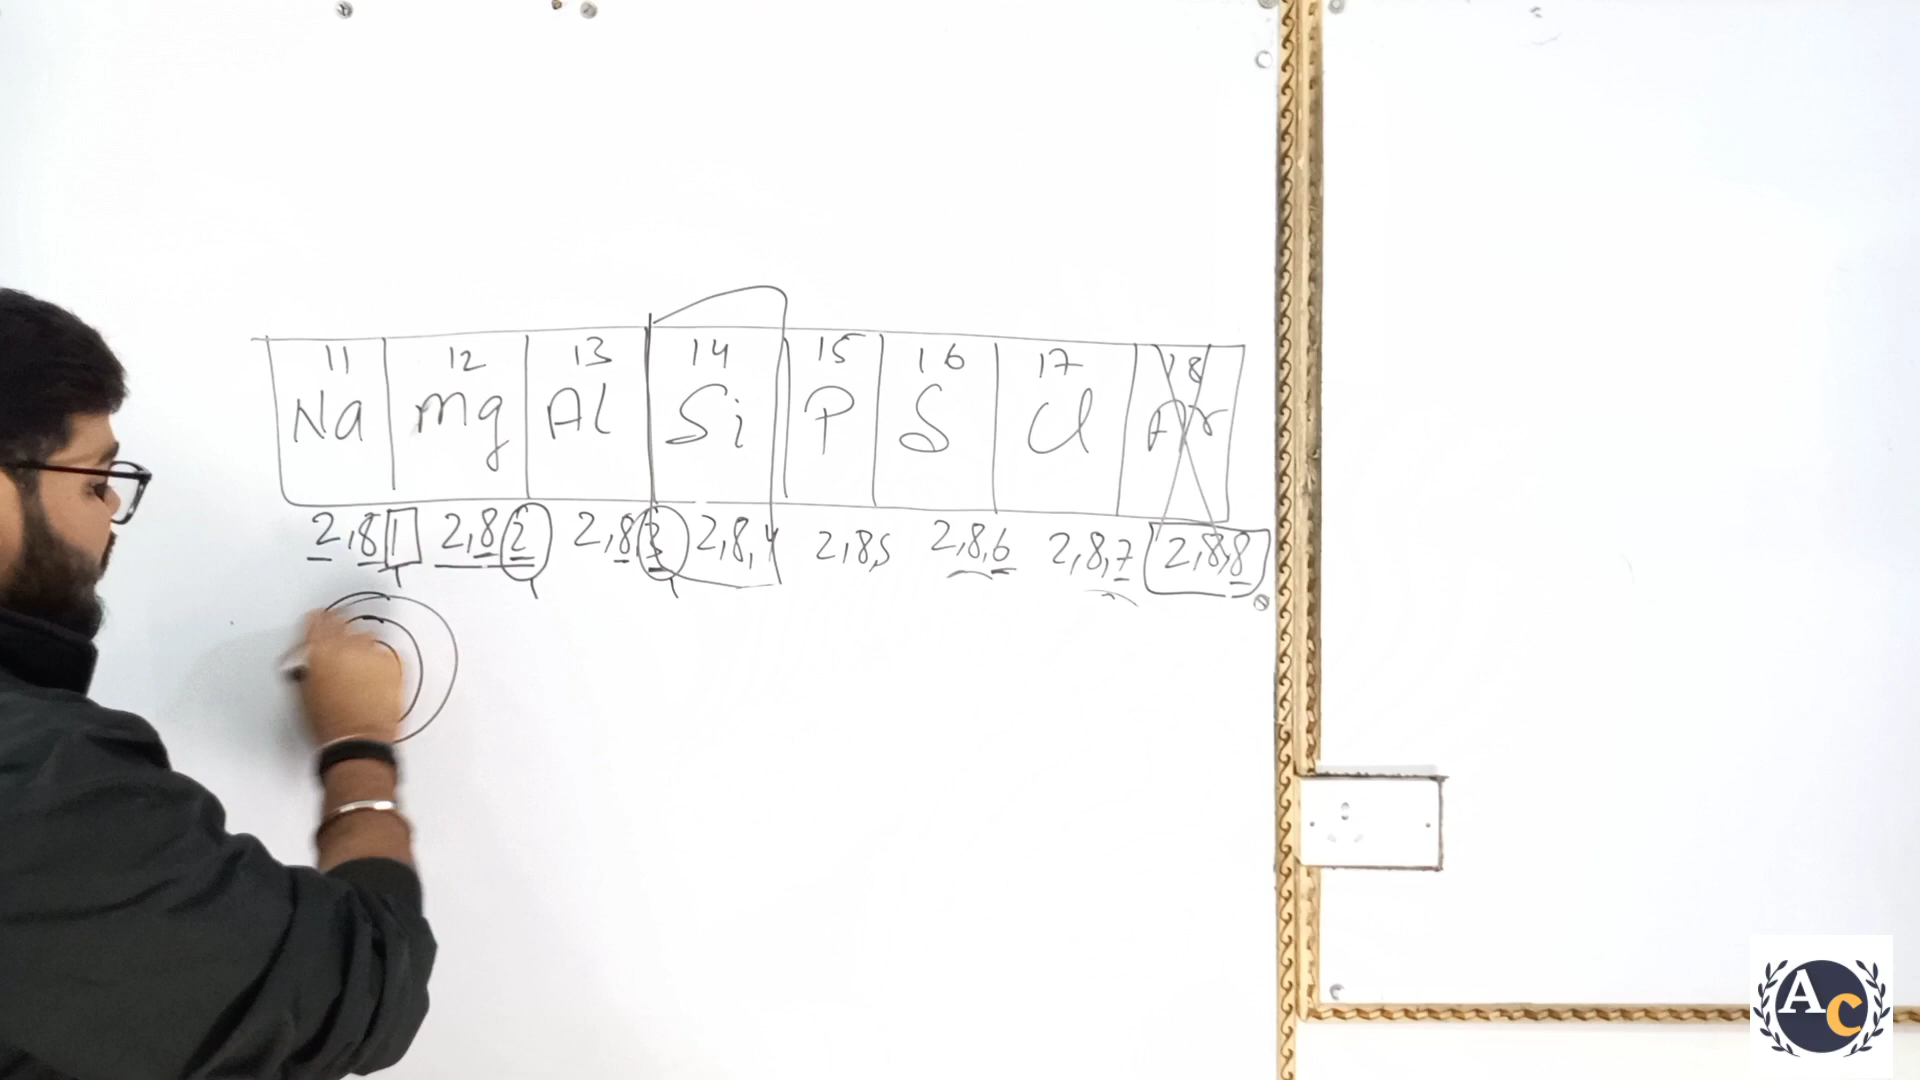 11 12 13 14 15 16 17 18
Na Mg Al Si P S Cl Ar
2,8,1 2,8,2 2,8,3 2,8,4 2,8,5 2,8,6 2,8,7 2,8,8
AC